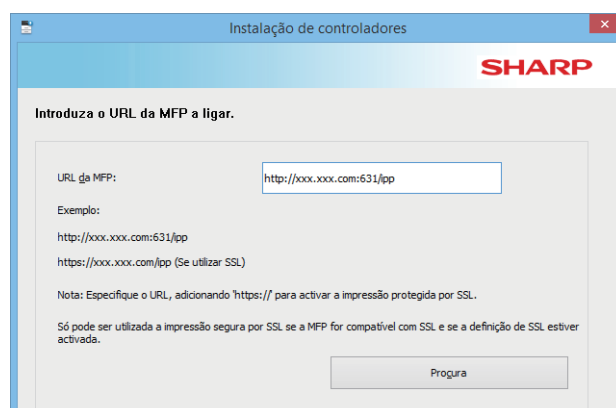 Instalação de controladores
SHARP
Introduza o URL da MFP a ligar.
URL da MFP: http://xxx.xxx.com:631/ipp
Exemplo:
http://xxx.xxx.com:631/ipp
https://xxx.xxx.com/ipp (Se utilizar SSL)
Nota: Especifique o URL, adicionando 'https://' para activar a impressão protegida por SSL.
Só pode ser utilizada a impressão segura por SSL se a MFP for compatível com SSL e se a definição de SSL estiver
activada.
Procura